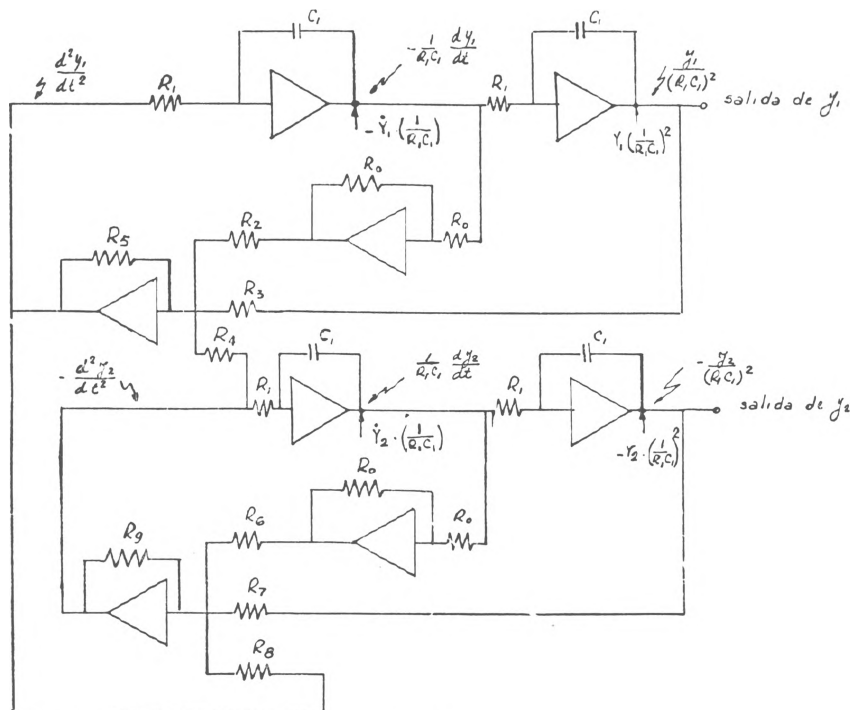 C₁
C₁
d²y₁/dt²
R₁
-1/(R₁C₁) dy₁/dt
R₁
y₁/(R₁C₁)²
salida de y₁
-Ẏ₁·(1/(R₁C₁))
Y₁(1/(R₁C₁))²
R₀
R₂
R₀
R₅
R₃
R₄
C₁
C₁
-d²y₂/dt²
R₁
1/(R₁C₁) dy₂/dt
R₁
-y₂/(R₁C₁)²
salida de y₂
Ẏ₂·(1/(R₁C₁))
-Y₂·(1/(R₁C₁))²
R₀
R₆
R₀
R₉
R₇
R₈